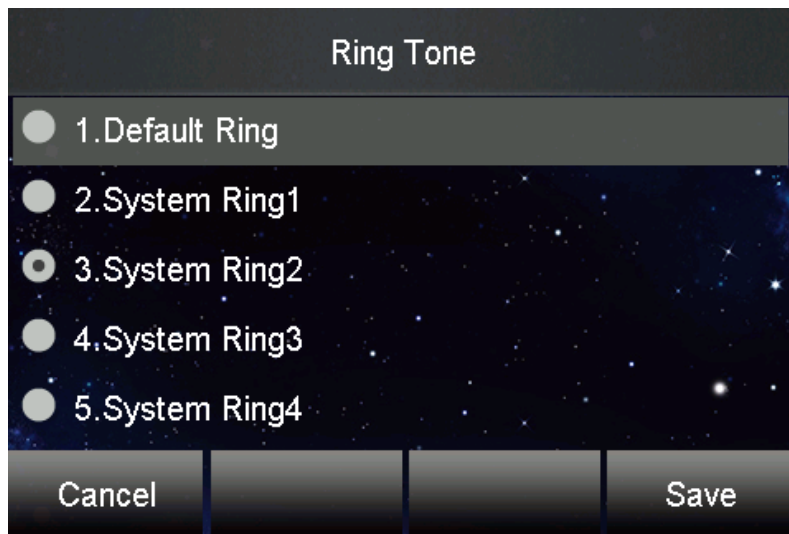 Ring Tone
1.Default Ring
2.System Ring1
3.System Ring2
4.System Ring3
5.System Ring4
Cancel Save